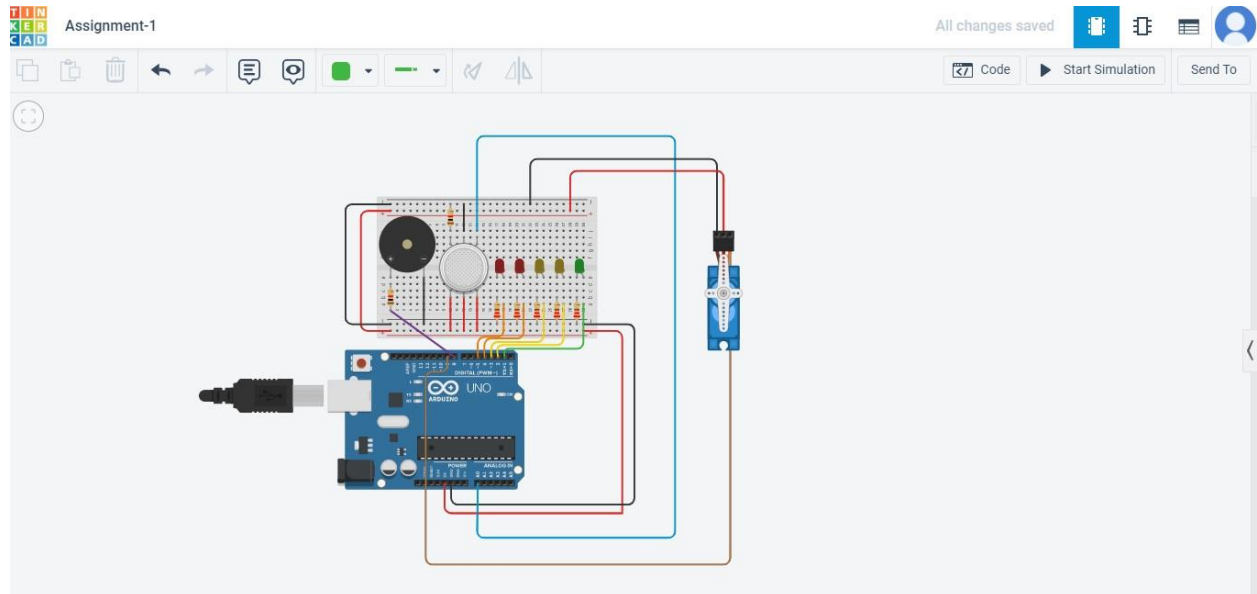 TIN
KER
CAD
Assignment-1
All changes saved
Code
Start Simulation
Send To
DIGITAL (PWM~)
UNO
ARDUINO
POWER
ANALOG IN